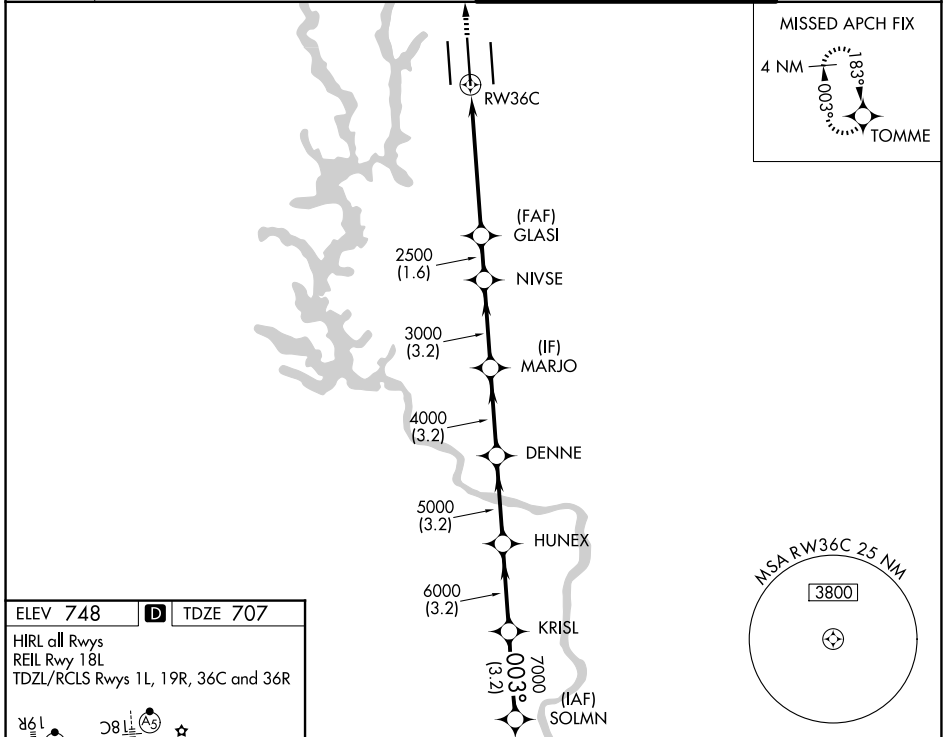 MISSED APCH FIX
4 NM
183°
003°
TOMME
RW36C
(FAF)
GLASI
2500
(1.6)
NIVSE
3000
(3.2)
(IF)
MARJO
4000
(3.2)
DENNE
5000
(3.2)
HUNEX
6000
(3.2)
KRISL
003°
7000
(3.2)
(IAF)
SOLMN
MSA RW36C 25 NM
3800
ELEV 748 D TDZE 707
HIRL all Rwys
REIL Rwy 18L
TDZL/RCLS Rwys 1L, 19R, 36C and 36R
19R
18C
A5